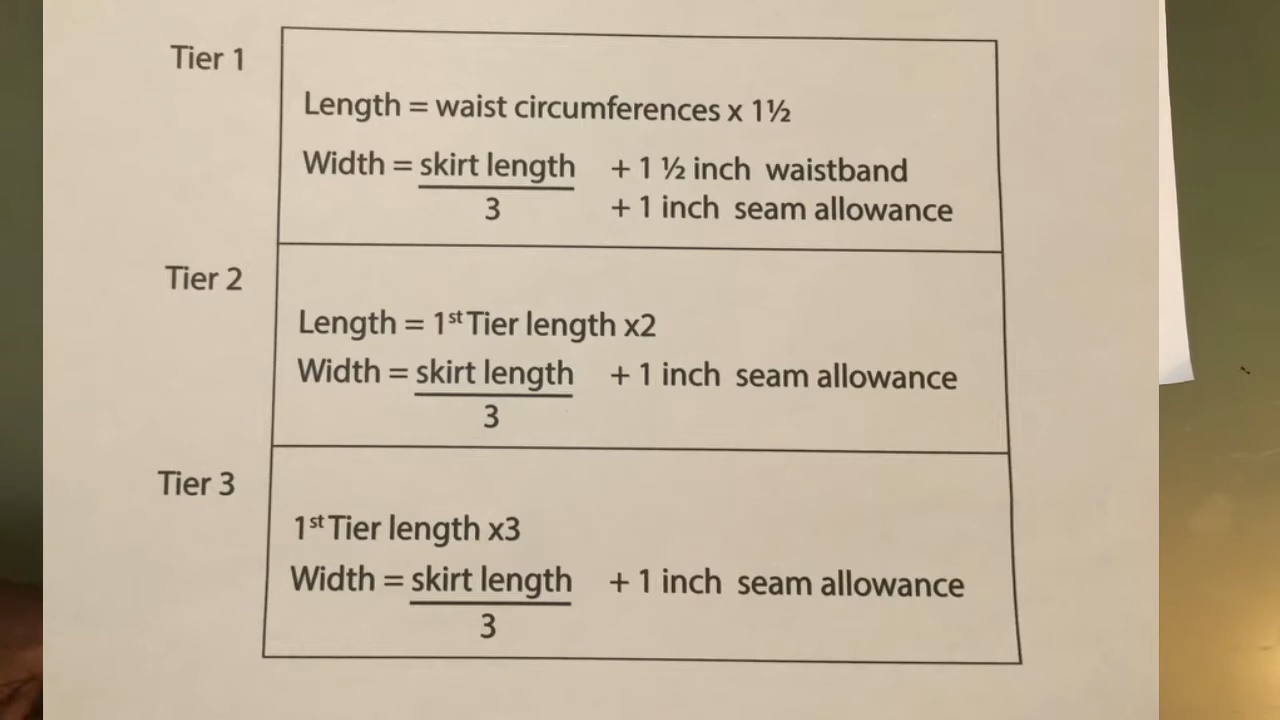 Tier 1
Length = waist circumferences x 1½
Width = skirt length + 1 ½ inch waistband
3 + 1 inch seam allowance
Tier 2
Length = 1st Tier length x2
Width = skirt length + 1 inch seam allowance
3
Tier 3
1st Tier length x3
Width = skirt length + 1 inch seam allowance
3